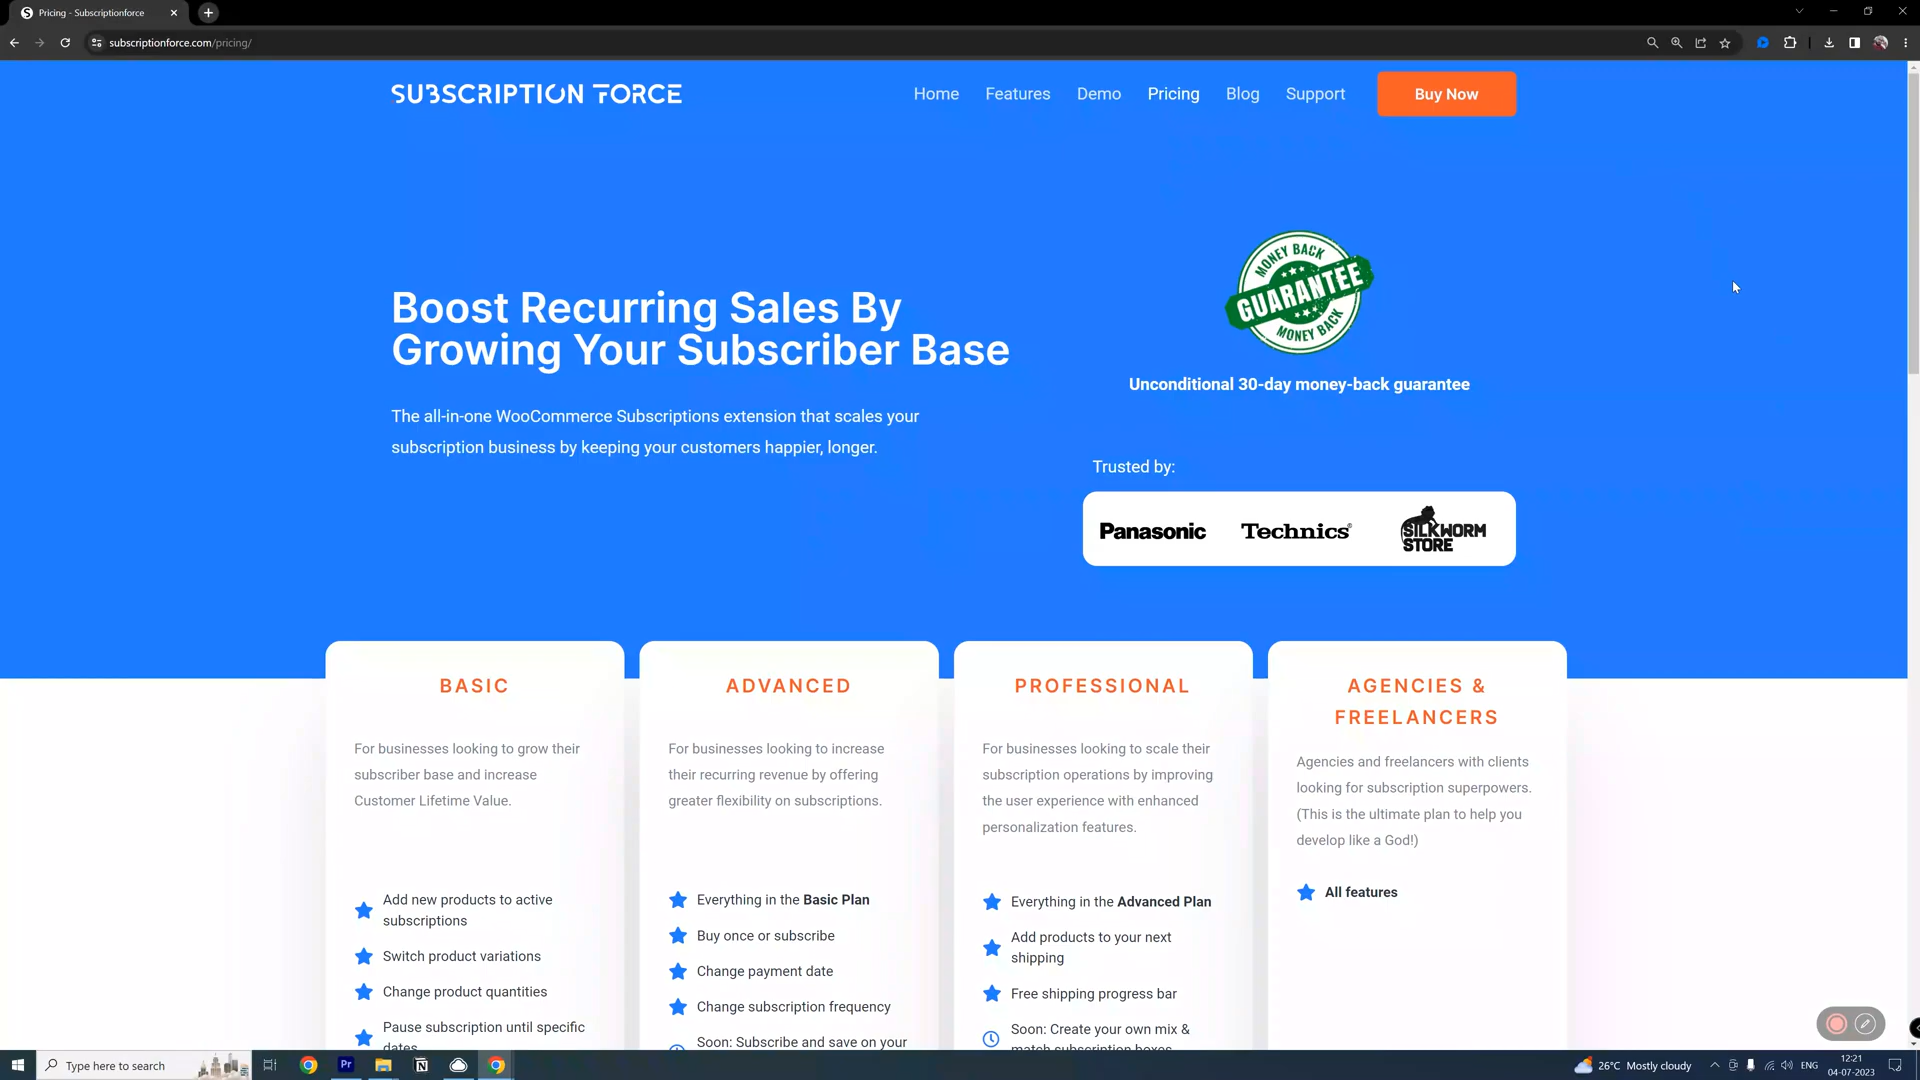 Pricing - Subscriptionforce
subscriptionforce.com/pricing/
SUBSCRIPTION FORCE
Home
Features
Demo
Pricing
Blog
Support
Buy Now
Boost Recurring Sales By
Growing Your Subscriber Base
The all-in-one WooCommerce Subscriptions extension that scales your
subscription business by keeping your customers happier, longer.
MONEY BACK
GUARANTEE
MONEY BACK
Unconditional 30-day money-back guarantee
Trusted by:
Panasonic
Technics®
SILKWORM
STORE
BASIC
For businesses looking to grow their
subscriber base and increase
Customer Lifetime Value.
Add new products to active
subscriptions
Switch product variations
Change product quantities
Pause subscription until specific
dates
ADVANCED
For businesses looking to increase
their recurring revenue by offering
greater flexibility on subscriptions.
Everything in the Basic Plan
Buy once or subscribe
Change payment date
Change subscription frequency
Soon: Subscribe and save on your
PROFESSIONAL
For businesses looking to scale their
subscription operations by improving
the user experience with enhanced
personalization features.
Everything in the Advanced Plan
Add products to your next
shipping
Free shipping progress bar
Soon: Create your own mix &
match subscription boxes
AGENCIES &
FREELANCERS
Agencies and freelancers with clients
looking for subscription superpowers.
(This is the ultimate plan to help you
develop like a God!)
All features
Type here to search
Pr
26°C Mostly cloudy
ENG
12:21
04-07-2023